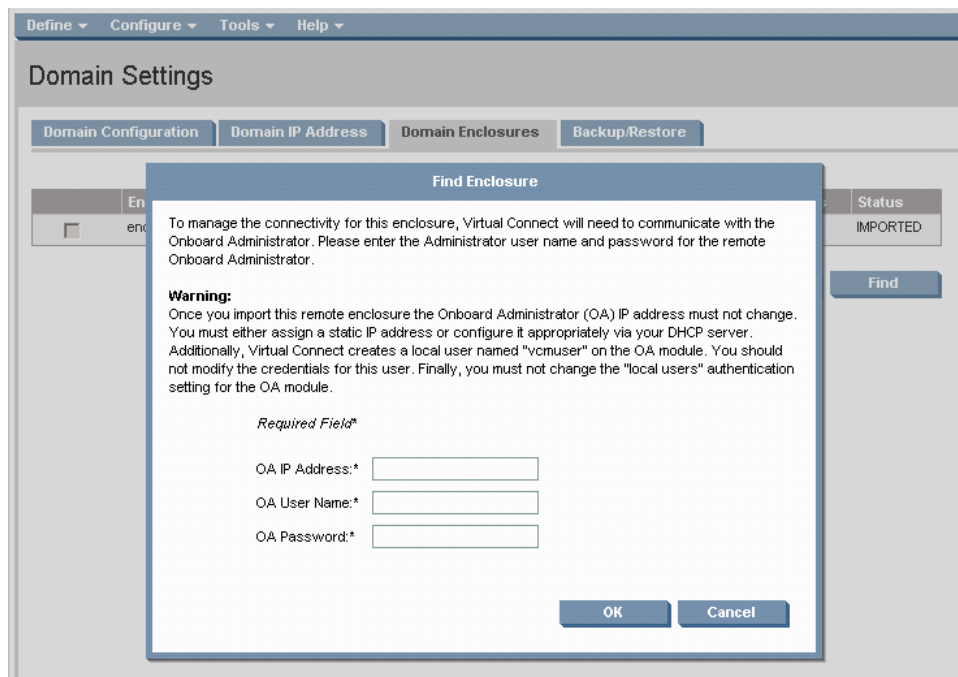 Define Configure Tools Help
Domain Settings
Domain Configuration Domain IP Address Domain Enclosures Backup/Restore
Find Enclosure
Status
IMPORTED
Find
To manage the connectivity for this enclosure, Virtual Connect will need to communicate with the
Onboard Administrator. Please enter the Administrator user name and password for the remote
Onboard Administrator.
Warning:
Once you import this remote enclosure the Onboard Administrator (OA) IP address must not change.
You must either assign a static IP address or configure it appropriately via your DHCP server.
Additionally, Virtual Connect creates a local user named "vcmuser" on the OA module. You should
not modify the credentials for this user. Finally, you must not change the "local users" authentication
setting for the OA module.
Required Field*
OA IP Address:*
OA User Name:*
OA Password:*
OK Cancel